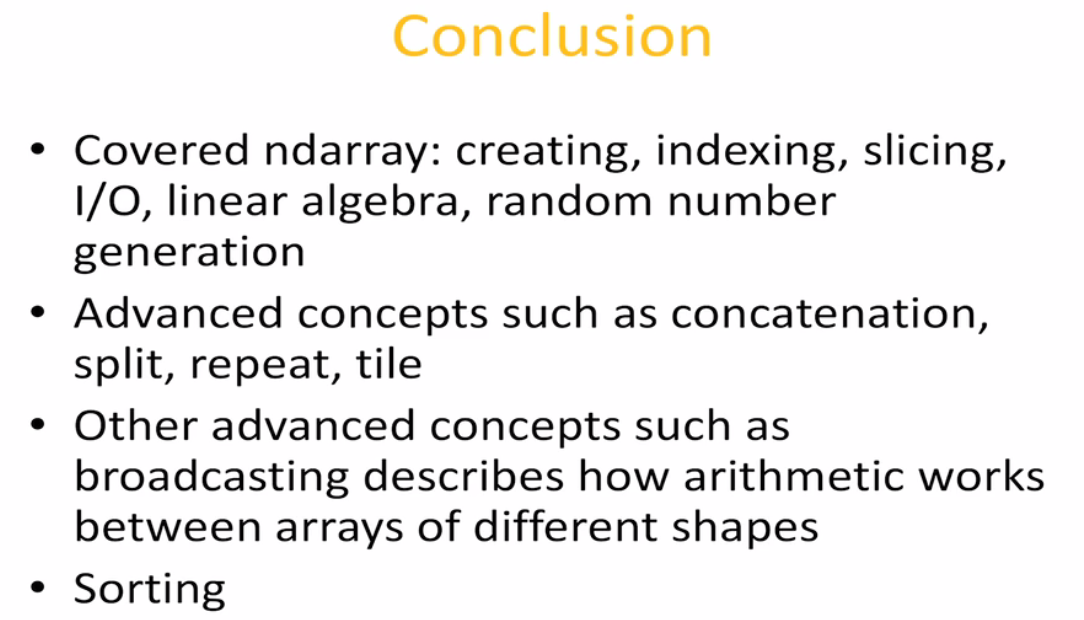 Conclusion
• Covered ndarray: creating, indexing, slicing,
I/O, linear algebra, random number
generation
• Advanced concepts such as concatenation,
split, repeat, tile
• Other advanced concepts such as
broadcasting describes how arithmetic works
between arrays of different shapes
• Sorting